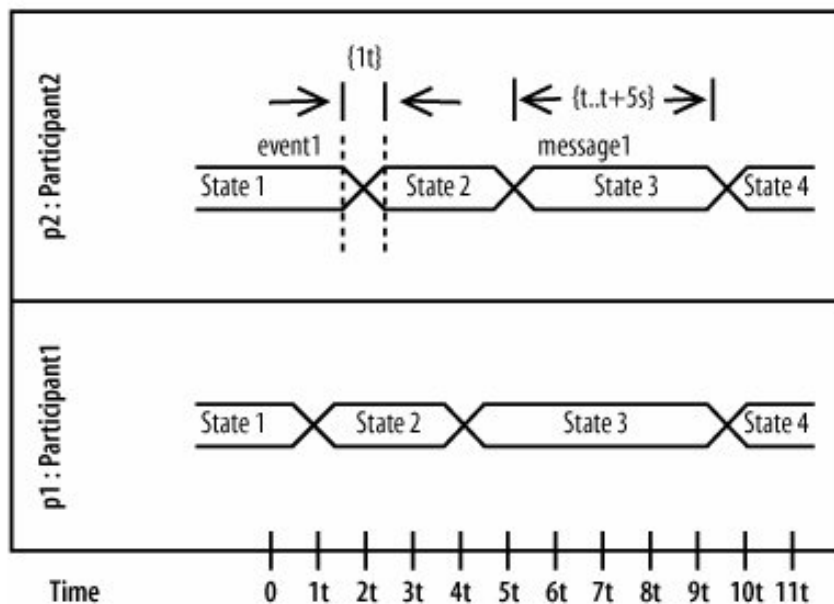 p2 : Participant2
{1t}
{t..t+5s}
event1
message1
State 1
State 2
State 3
State 4
p1 : Participant1
State 1
State 2
State 3
State 4
Time 0 1t 2t 3t 4t 5t 6t 7t 8t 9t 10t 11t